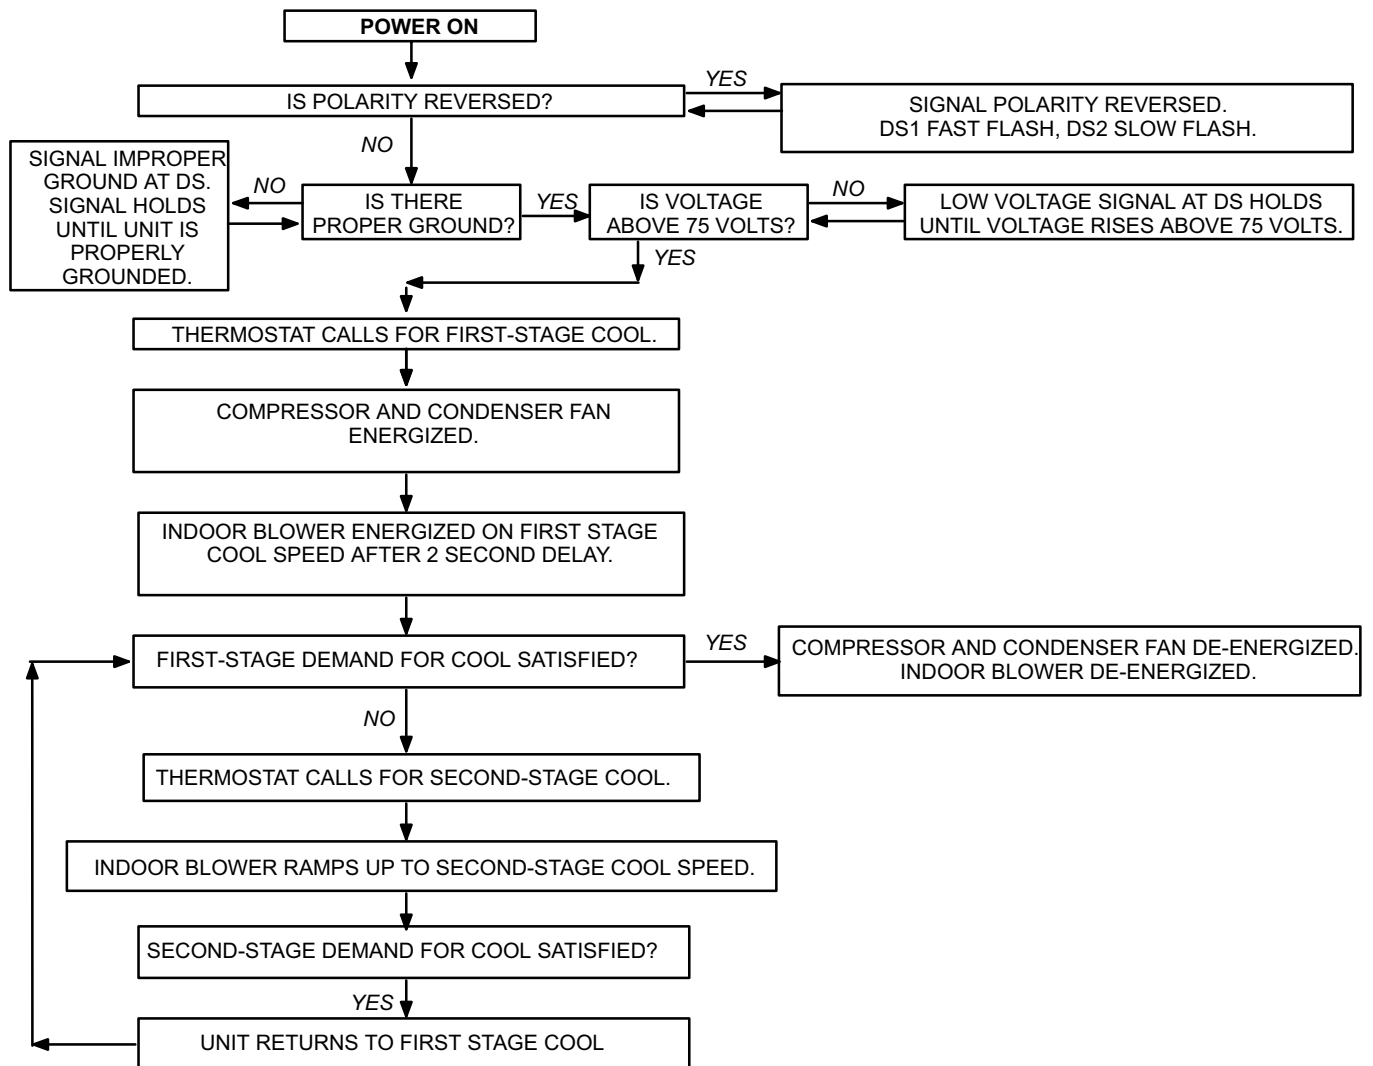 POWER ON
IS POLARITY REVERSED?
YES
SIGNAL POLARITY REVERSED.
DS1 FAST FLASH, DS2 SLOW FLASH.
NO
SIGNAL IMPROPER
GROUND AT DS.
SIGNAL HOLDS
UNTIL UNIT IS
PROPERLY
GROUNDED.
NO
IS THERE
PROPER GROUND?
YES
IS VOLTAGE
ABOVE 75 VOLTS?
NO
LOW VOLTAGE SIGNAL AT DS HOLDS
UNTIL VOLTAGE RISES ABOVE 75 VOLTS.
YES
THERMOSTAT CALLS FOR FIRST-STAGE COOL.
COMPRESSOR AND CONDENSER FAN
ENERGIZED.
INDOOR BLOWER ENERGIZED ON FIRST STAGE
COOL SPEED AFTER 2 SECOND DELAY.
FIRST-STAGE DEMAND FOR COOL SATISFIED?
YES
COMPRESSOR AND CONDENSER FAN DE-ENERGIZED.
INDOOR BLOWER DE-ENERGIZED.
NO
THERMOSTAT CALLS FOR SECOND-STAGE COOL.
INDOOR BLOWER RAMPS UP TO SECOND-STAGE COOL SPEED.
SECOND-STAGE DEMAND FOR COOL SATISFIED?
YES
UNIT RETURNS TO FIRST STAGE COOL